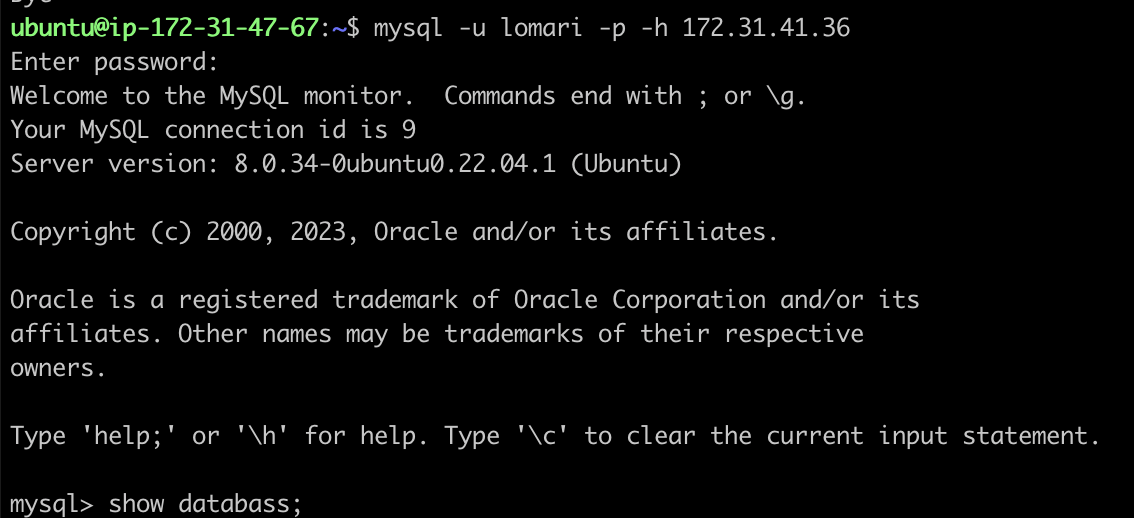 ubuntu@ip-172-31-47-67:~$ mysql -u lomari -p -h 172.31.41.36
Enter password:
Welcome to the MySQL monitor.  Commands end with ; or \g.
Your MySQL connection id is 9
Server version: 8.0.34-0ubuntu0.22.04.1 (Ubuntu)
Copyright (c) 2000, 2023, Oracle and/or its affiliates.
Oracle is a registered trademark of Oracle Corporation and/or its
affiliates. Other names may be trademarks of their respective
owners.
Type 'help;' or '\h' for help. Type '\c' to clear the current input statement.
mysql> show databass;